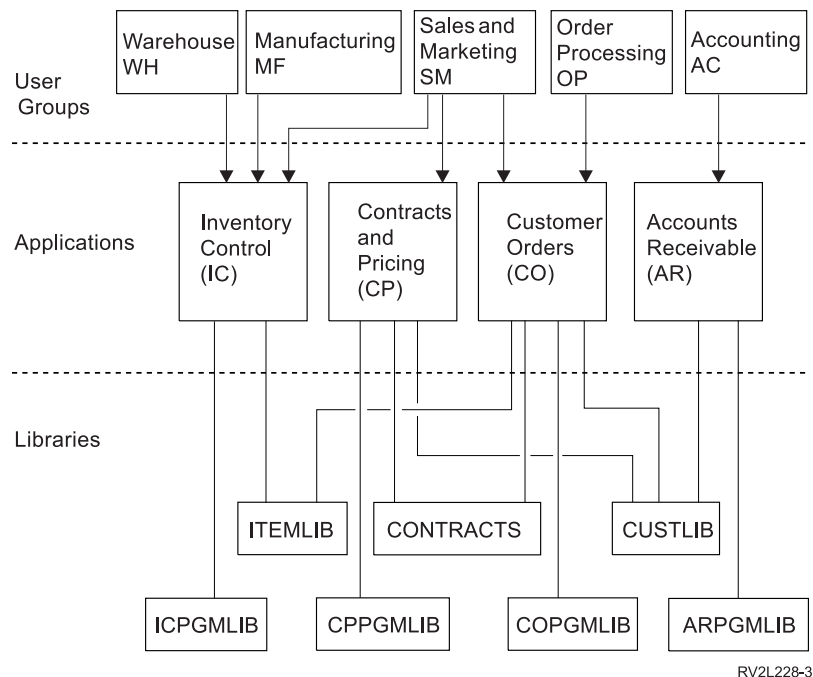 Warehouse
WH
Manufacturing
MF
Sales and
Marketing
SM
Order
Processing
OP
Accounting
AC
User
Groups
Applications
Inventory
Control
(IC)
Contracts
and
Pricing
(CP)
Customer
Orders
(CO)
Accounts
Receivable
(AR)
Libraries
ITEMLIB
CONTRACTS
CUSTLIB
ICPGMLIB
CPPGMLIB
COPGMLIB
ARPGMLIB
RV2L228-3